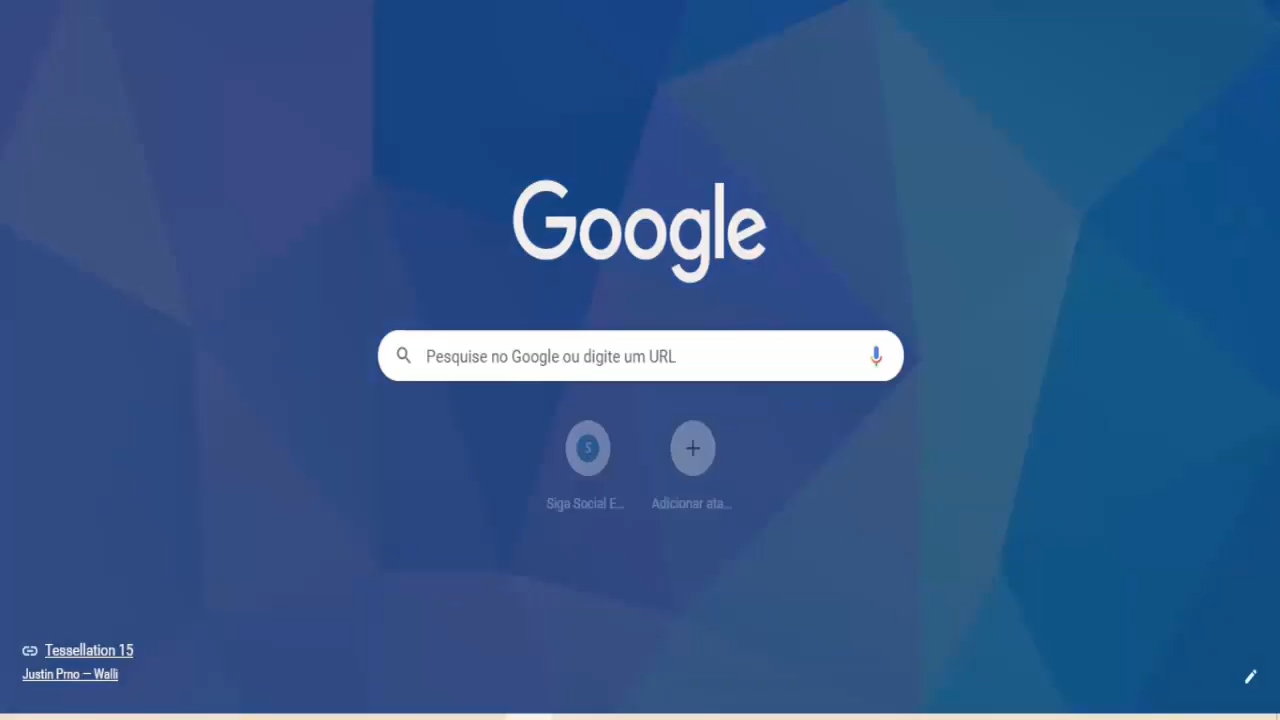 Google
Pesquise no Google ou digite um URL
S
Siga Social E...
Adicionar ata...
Tessellation 15
Justin Prno — Walli